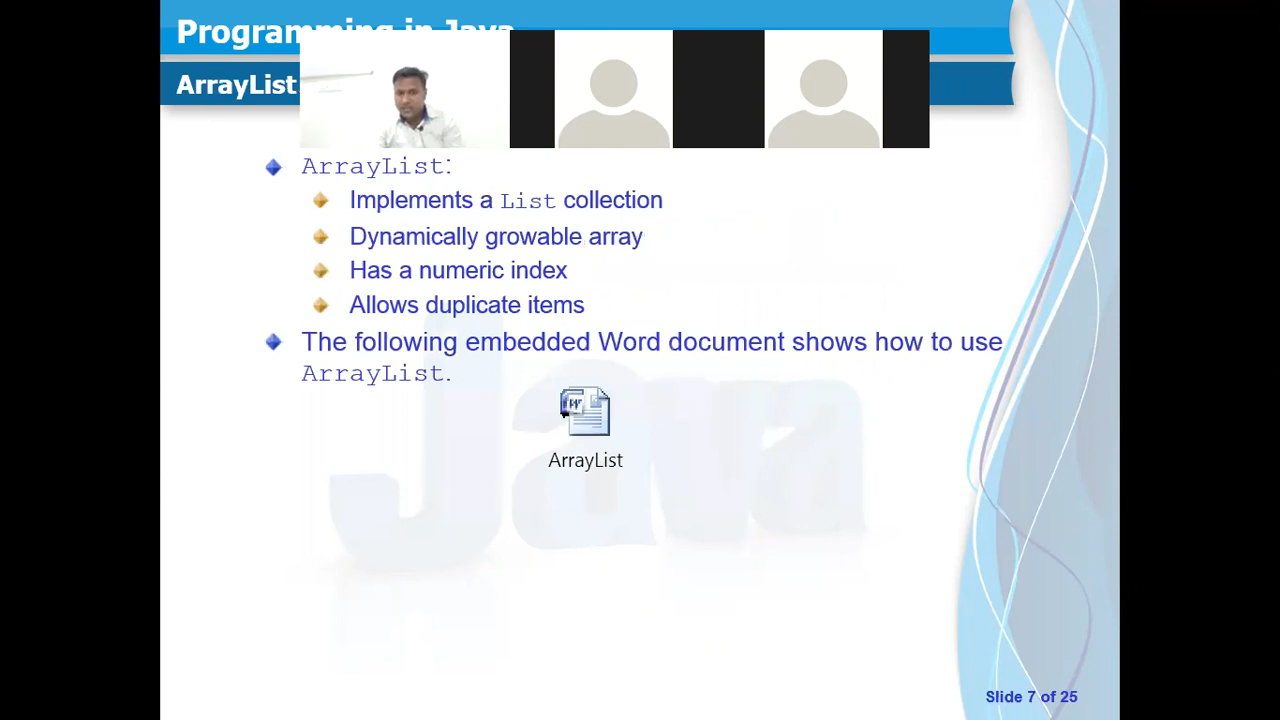 Programming in Java
ArrayList
ArrayList:
Implements a List collection
Dynamically growable array
Has a numeric index
Allows duplicate items
The following embedded Word document shows how to use
ArrayList.
W
ArrayList
Java
Slide 7 of 25